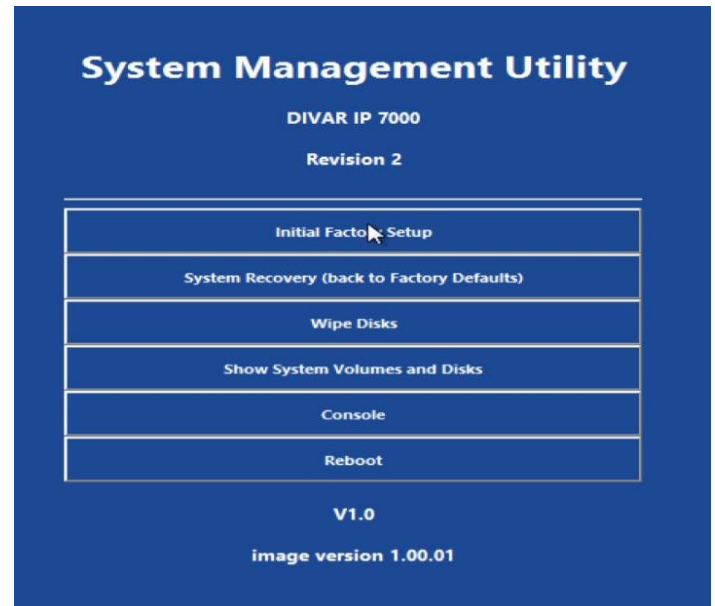 System Management Utility
DIVAR IP 7000
Revision 2
Initial Factory Setup
System Recovery (back to Factory Defaults)
Wipe Disks
Show System Volumes and Disks
Console
Reboot
V1.0
image version 1.00.01